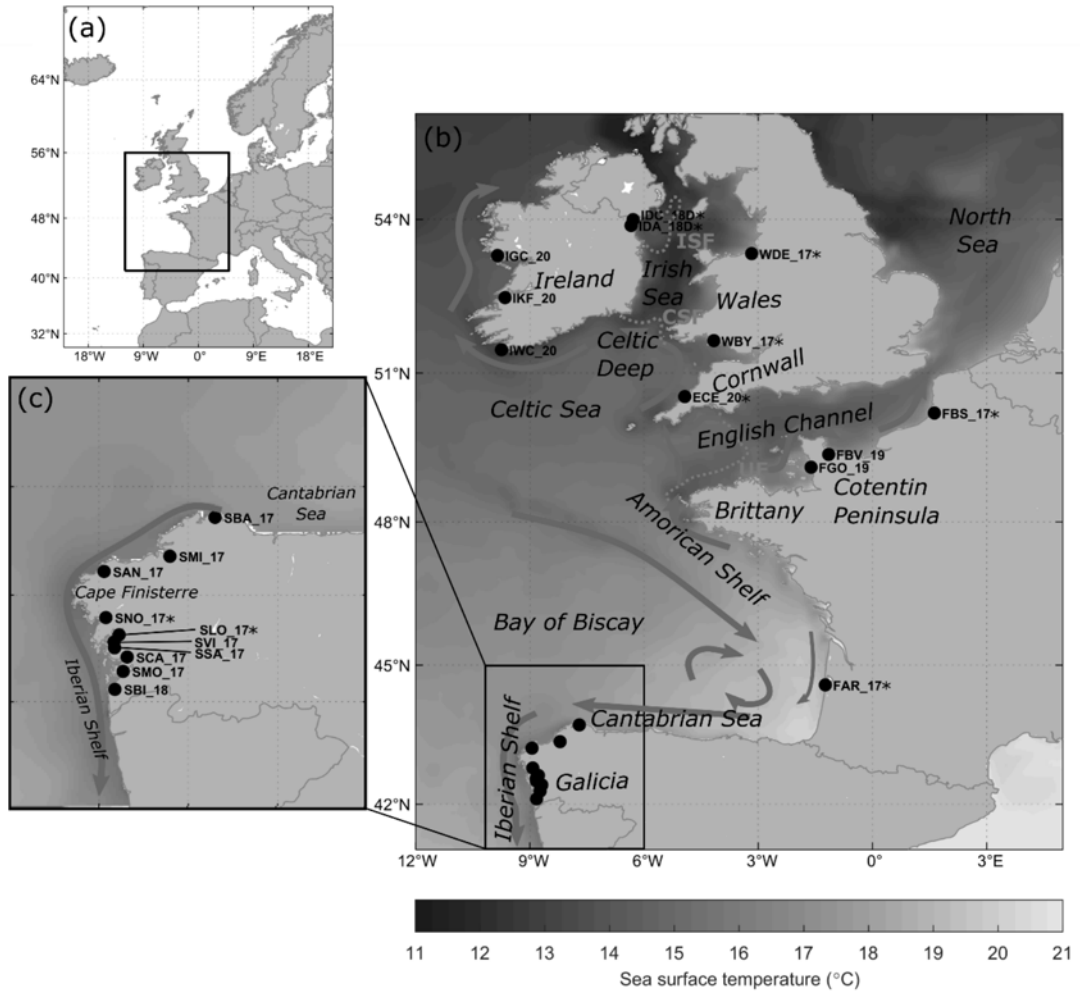 (a)
64°N
56°N
48°N
40°N
32°N
18°W
9°W
0°
9°E
18°E
(b)
54°N
51°N
48°N
45°N
42°N
12°W
9°W
6°W
3°W
0°
3°E
North
Sea
IDC_18D*
IDA_18D*
ISF
IGC_20
Ireland
Irish
Sea
WDE_17*
Wales
IKF_20
CSF
IWC_20
Celtic
Deep
WBY_17*
Cornwall
ECE_20*
Celtic Sea
English Channel
FBS_17*
FBV_19
FGO_19
UF
Cotentin
Peninsula
Brittany
Amorican Shelf
Bay of Biscay
FAR_17*
Cantabrian Sea
Iberian Shelf
Galicia
(c)
Cantabrian
Sea
SBA_17
SMI_17
SAN_17
Cape Finisterre
SNO_17*
SLO_17*
SVI_17
SSA_17
SCA_17
SMO_17
SBI_18
Iberian Shelf
11 12 13 14 15 16 17 18 19 20 21
Sea surface temperature (°C)